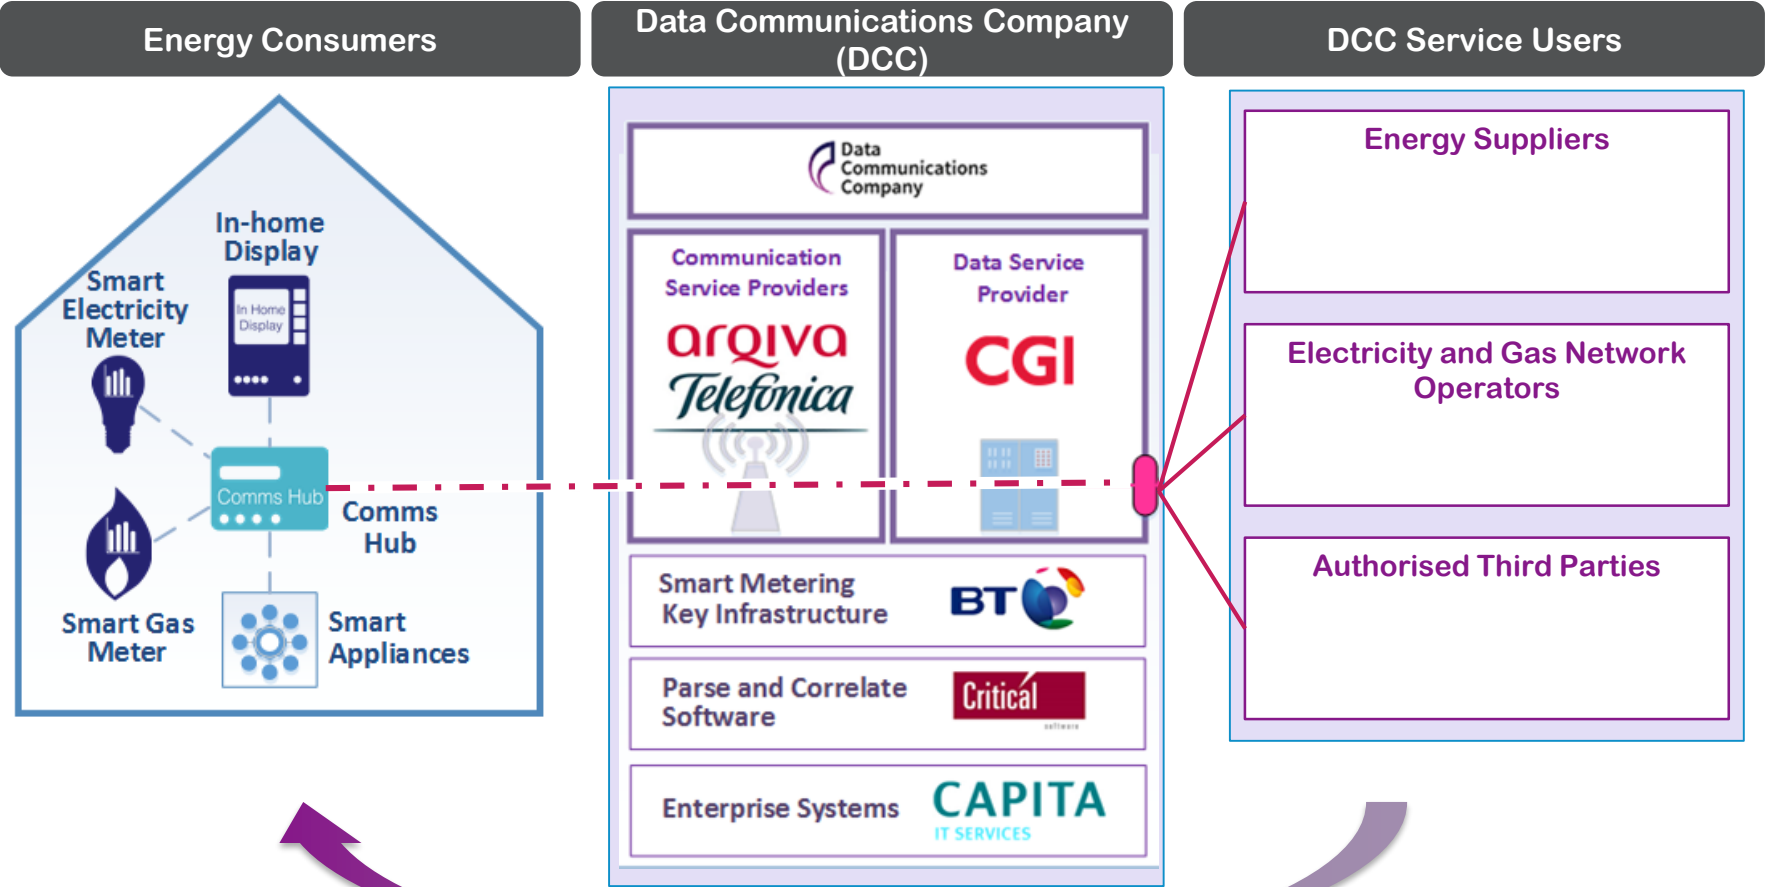 Energy Consumers
Data Communications Company
(DCC)
DCC Service Users
In-home
Display
Smart
Electricity
Meter
In Home
Display
Comms Hub
Comms
Hub
Smart Gas
Meter
Smart
Appliances
Data
Communications
Company
Communication
Service Providers
arqiva
Telefónica
Data Service
Provider
CGI
Smart Metering
Key Infrastructure
BT
Parse and Correlate
Software
Critical
software
Enterprise Systems
CAPITA
IT SERVICES
Energy Suppliers
Electricity and Gas Network
Operators
Authorised Third Parties